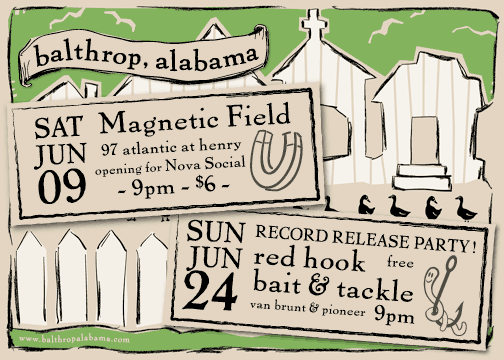 balthrop, alabama
SAT
JUN
09
Magnetic Field
97 atlantic at henry
opening for Nova Social
- 9pm - $6 -
SUN
JUN
24
RECORD RELEASE PARTY!
red hook free
bait & tackle
van brunt & pioneer 9pm
www.balthropalabama.com